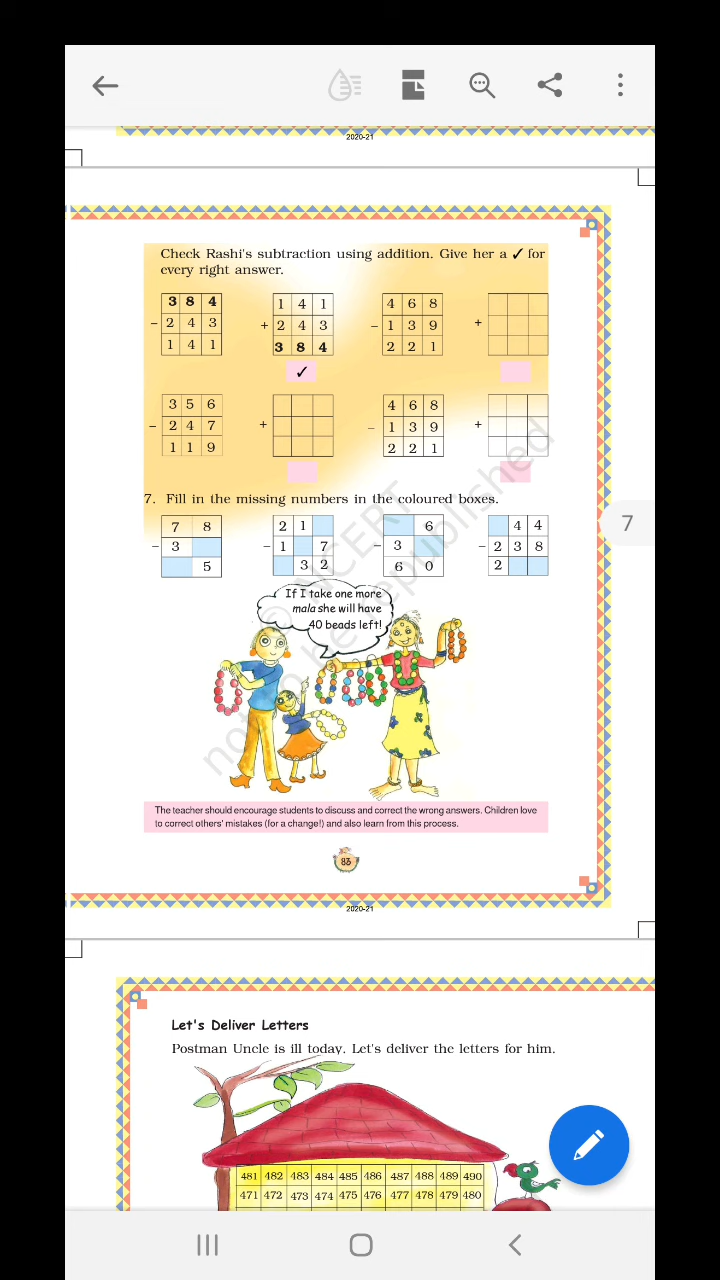 2020-21
Check Rashi's subtraction using addition. Give her a ✓ for
every right answer.
3 8 4 1 4 1 4 6 8
- 2 4 3 + 2 4 3 - 1 3 9 +
1 4 1 3 8 4 2 2 1
✓
3 5 6 4 6 8
- 2 4 7 + - 1 3 9 +
1 1 9 2 2 1
7. Fill in the missing numbers in the coloured boxes.
7 8 2 1 6 4 4
- 3 - 1 7 - 3 - 2 3 8
5 3 2 6 0 2
7
If I take one more
mala she will have
40 beads left!
© NCERT
not to be republished
The teacher should encourage students to discuss and correct the wrong answers. Children love
to correct others' mistakes (for a change!) and also learn from this process.
83
2020-21
Let's Deliver Letters
Postman Uncle is ill today. Let's deliver the letters for him.
481 482 483 484 485 486 487 488 489 490
471 472 473 474 475 476 477 478 479 480